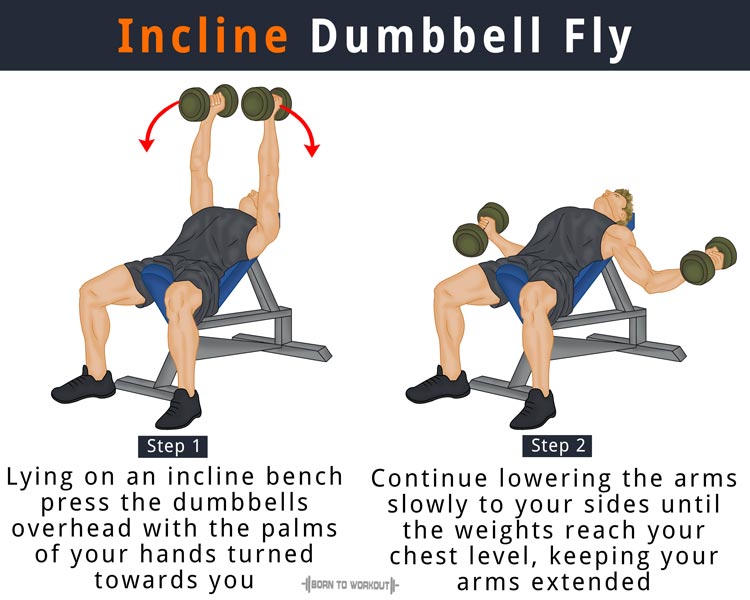 Incline Dumbbell Fly
Step 1
Lying on an incline bench
press the dumbbells
overhead with the palms
of your hands turned
towards you
Step 2
Continue lowering the arms
slowly to your sides until
the weights reach your
chest level, keeping your
arms extended
BORN TO WORKOUT